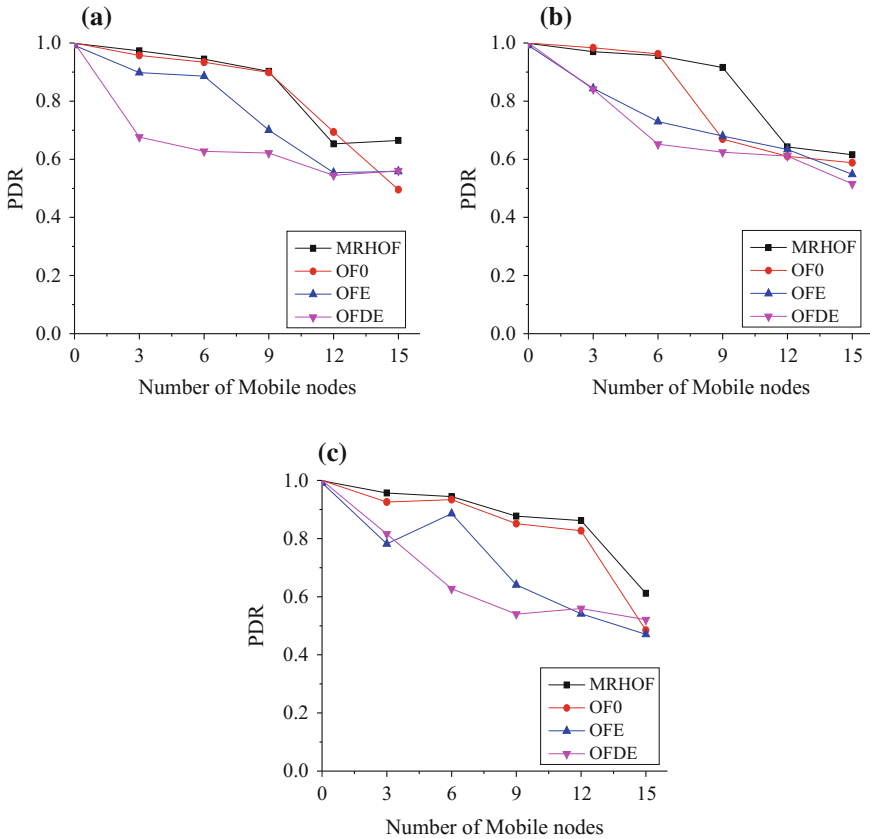 (a)
PDR
1.0
0.8
0.6
0.4
0.2
0.0
MRHOF
OF0
OFE
OFDE
0 3 6 9 12 15
Number of Mobile nodes
(b)
PDR
1.0
0.8
0.6
0.4
0.2
0.0
MRHOF
OF0
OFE
OFDE
0 3 6 9 12 15
Number of Mobile nodes
(c)
PDR
1.0
0.8
0.6
0.4
0.2
0.0
MRHOF
OF0
OFE
OFDE
0 3 6 9 12 15
Number of Mobile nodes